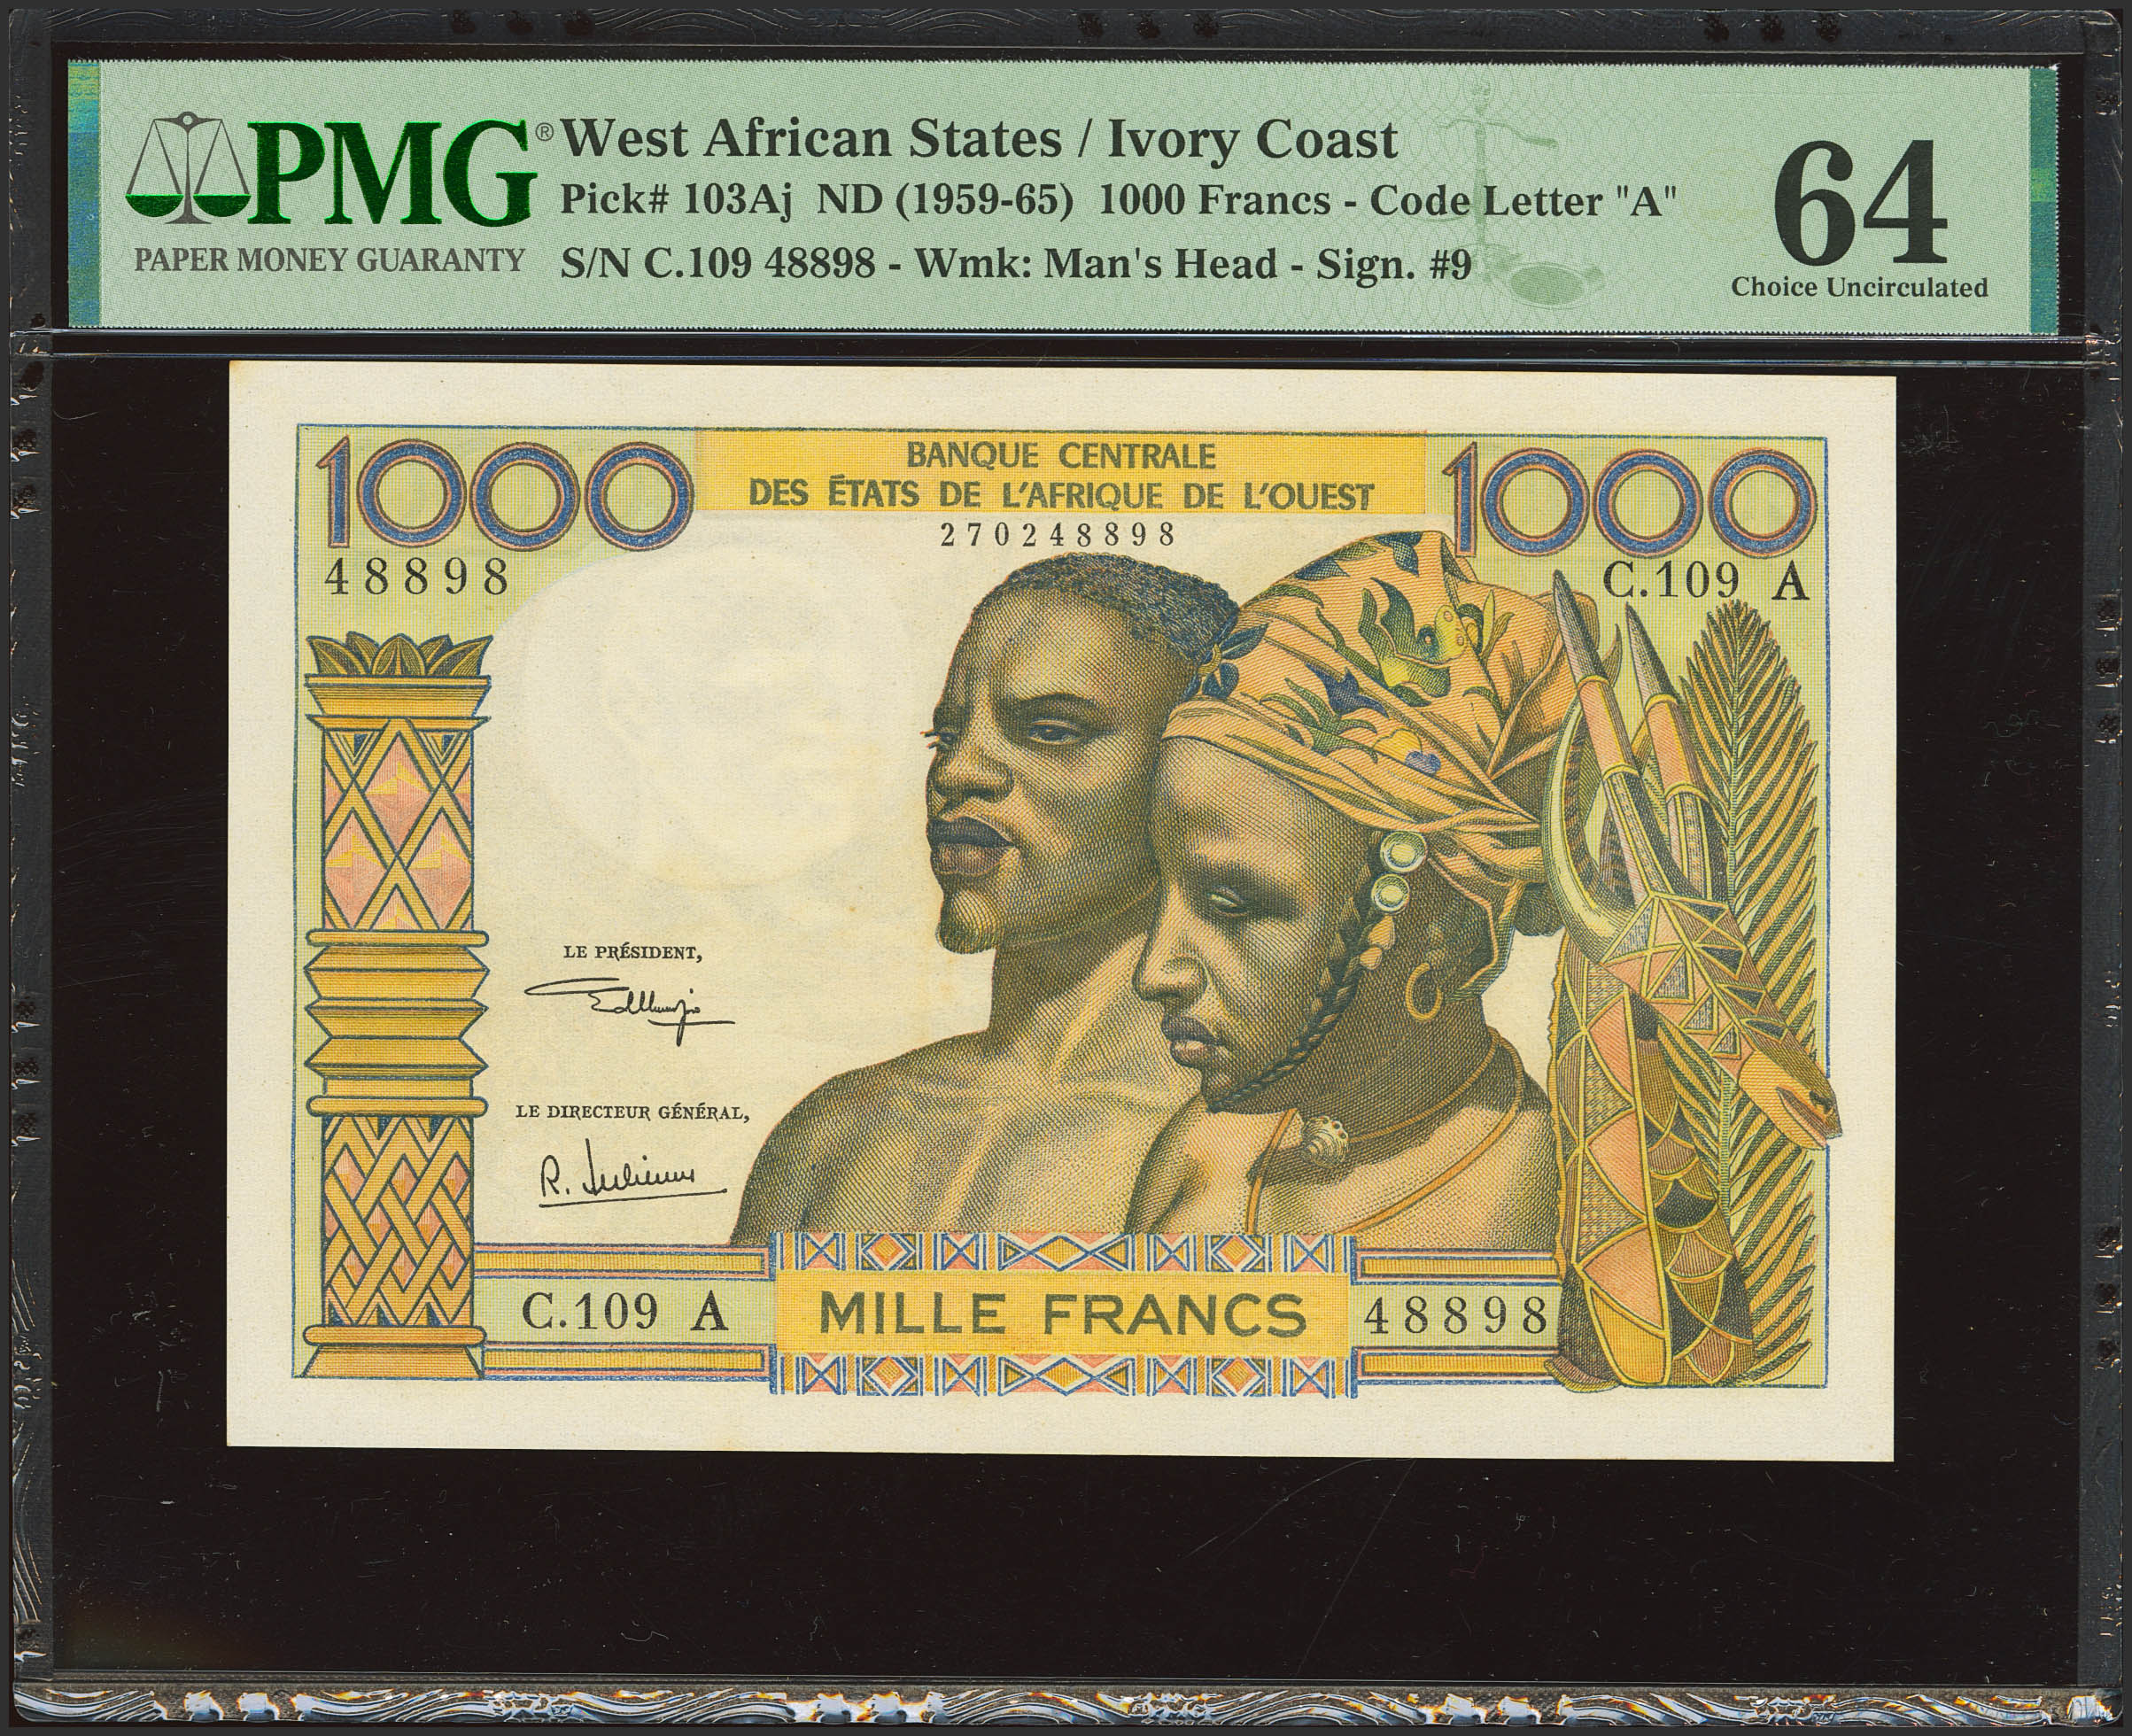 PMG®
PAPER MONEY GUARANTY
West African States / Ivory Coast
Pick# 103Aj ND (1959-65) 1000 Francs - Code Letter "A"
S/N C.109 48898 - Wmk: Man's Head - Sign. #9
64
Choice Uncirculated
1000
BANQUE CENTRALE
DES ÉTATS DE L'AFRIQUE DE L'OUEST
1000
270248898
48898
C.109 A
LE PRÉSIDENT,
LE DIRECTEUR GÉNÉRAL,
R. Julienne
C.109 A
MILLE FRANCS
48898